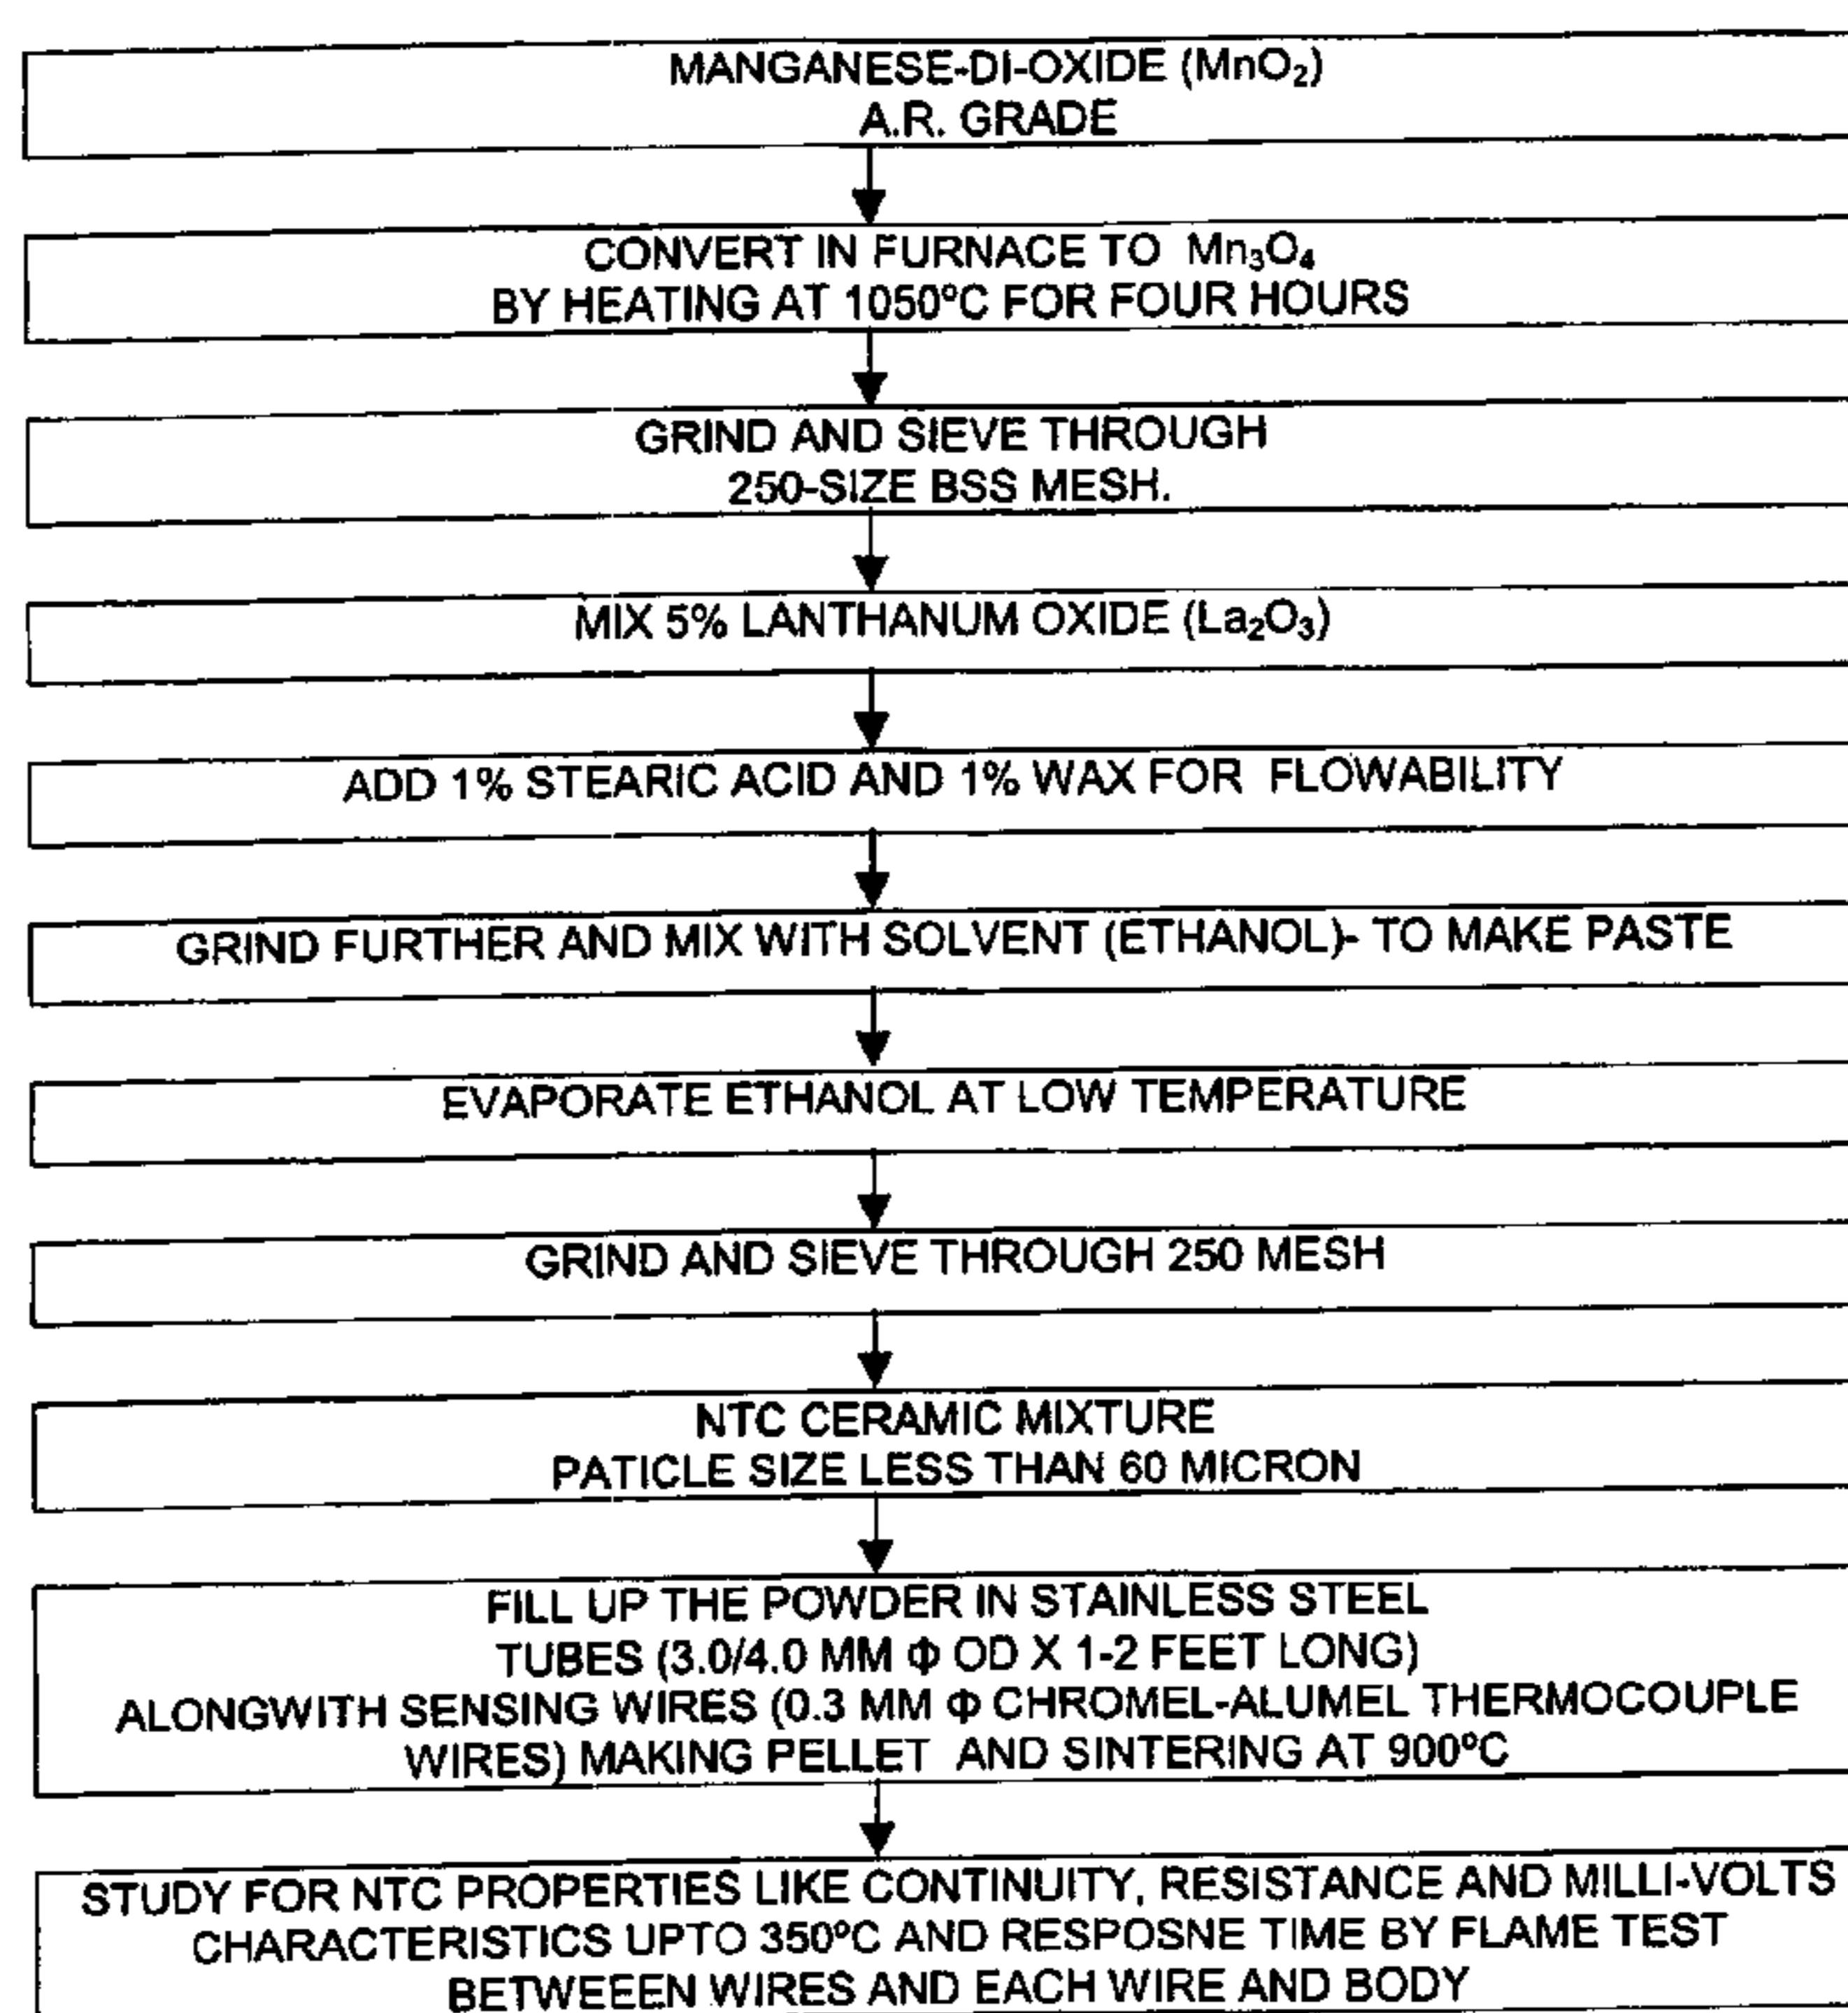 MANGANESE-DI-OXIDE (MnO₂)
A.R. GRADE
CONVERT IN FURNACE TO Mn₃O₄
BY HEATING AT 1050ºC FOR FOUR HOURS
GRIND AND SIEVE THROUGH
250-SIZE BSS MESH.
MIX 5% LANTHANUM OXIDE (La₂O₃)
ADD 1% STEARIC ACID AND 1% WAX FOR FLOWABILITY
GRIND FURTHER AND MIX WITH SOLVENT (ETHANOL)- TO MAKE PASTE
EVAPORATE ETHANOL AT LOW TEMPERATURE
GRIND AND SIEVE THROUGH 250 MESH
NTC CERAMIC MIXTURE
PATICLE SIZE LESS THAN 60 MICRON
FILL UP THE POWDER IN STAINLESS STEEL
TUBES (3.0/4.0 MM Φ OD X 1-2 FEET LONG)
ALONGWITH SENSING WIRES (0.3 MM Φ CHROMEL-ALUMEL THERMOCOUPLE
WIRES) MAKING PELLET AND SINTERING AT 900ºC
STUDY FOR NTC PROPERTIES LIKE CONTINUITY, RESISTANCE AND MILLI-VOLTS
CHARACTERISTICS UPTO 350ºC AND RESPOSNE TIME BY FLAME TEST
BETWEEEN WIRES AND EACH WIRE AND BODY